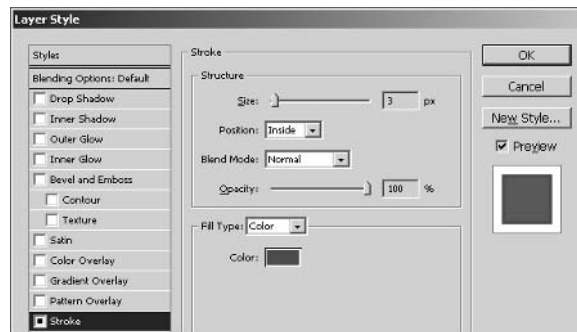 Layer Style
Styles
Blending Options: Default
Drop Shadow
Inner Shadow
Outer Glow
Inner Glow
Bevel and Emboss
Contour
Texture
Satin
Color Overlay
Gradient Overlay
Pattern Overlay
Stroke
Stroke
Structure
Size: 3 px
Position: Inside
Blend Mode: Normal
Opacity: 100 %
Fill Type: Color
Color:
OK
Cancel
New Style...
Preview